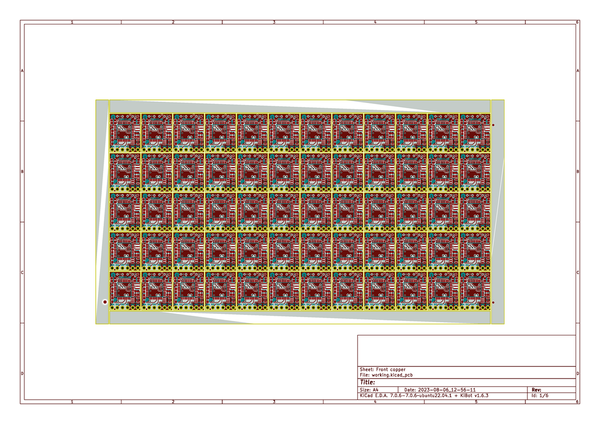 1 2 3 4 5 6
A A
B B
C C
D D
Sheet: Front copper
File: working.kicad_pcb
Title:
Size: A4 Date: 2023-08-06_12-56-11 Rev:
KiCad E.D.A. 7.0.6-7.0.6~ubuntu22.04.1 + KiBot v1.6.3 Id: 1/6
1 2 3 4 5 6